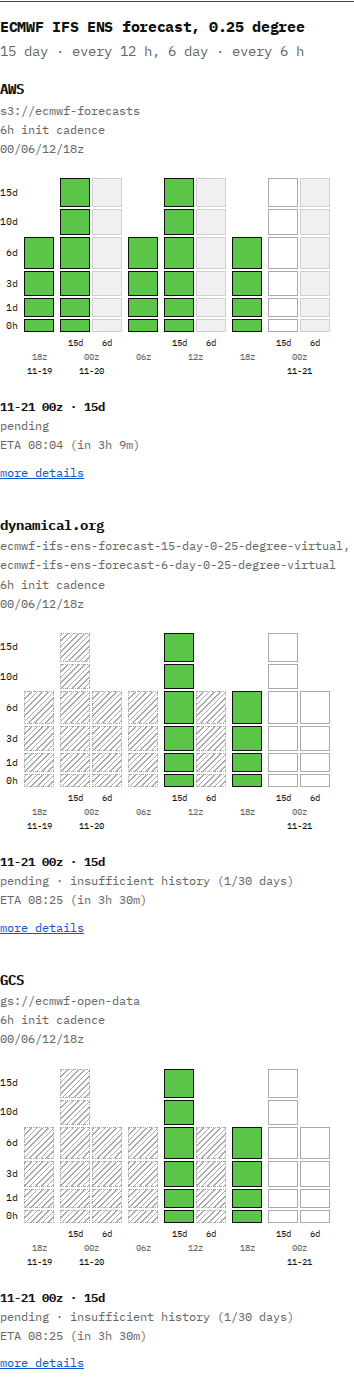 ECMWF IFS ENS forecast, 0.25 degree
15 day · every 12 h, 6 day · every 6 h
AWS
s3://ecmwf-forecasts
6h init cadence
00/06/12/18z
15d
10d
6d
3d
1d
0h
15d 6d 15d 6d 15d 6d
18z 00z 06z 12z 18z 00z
11-19 11-20 11-21
11-21 00z · 15d
pending
ETA 08:04 (in 3h 9m)
more details
dynamical.org
ecmwf-ifs-ens-forecast-15-day-0-25-degree-virtual,
ecmwf-ifs-ens-forecast-6-day-0-25-degree-virtual
6h init cadence
00/06/12/18z
15d
10d
6d
3d
1d
0h
15d 6d 15d 6d 15d 6d
18z 00z 06z 12z 18z 00z
11-19 11-20 11-21
11-21 00z · 15d
pending · insufficient history (1/30 days)
ETA 08:25 (in 3h 30m)
more details
GCS
gs://ecmwf-open-data
6h init cadence
00/06/12/18z
15d
10d
6d
3d
1d
0h
15d 6d 15d 6d 15d 6d
18z 00z 06z 12z 18z 00z
11-19 11-20 11-21
11-21 00z · 15d
pending · insufficient history (1/30 days)
ETA 08:25 (in 3h 30m)
more details